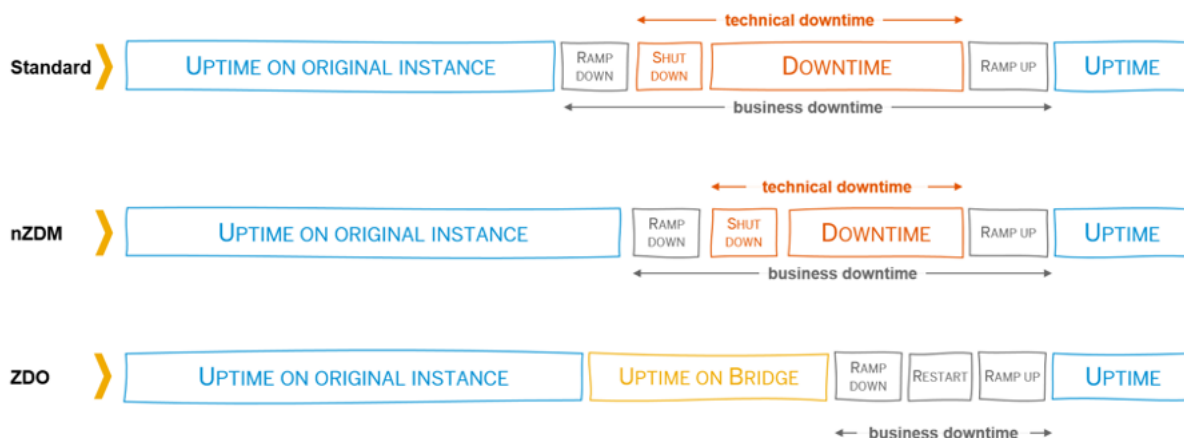 technical downtime
Standard
UPTIME ON ORIGINAL INSTANCE
RAMP DOWN
SHUT DOWN
DOWNTIME
RAMP UP
UPTIME
business downtime
technical downtime
nZDM
UPTIME ON ORIGINAL INSTANCE
RAMP DOWN
SHUT DOWN
DOWNTIME
RAMP UP
UPTIME
business downtime
ZDO
UPTIME ON ORIGINAL INSTANCE
UPTIME ON BRIDGE
RAMP DOWN
RESTART
RAMP UP
UPTIME
business downtime